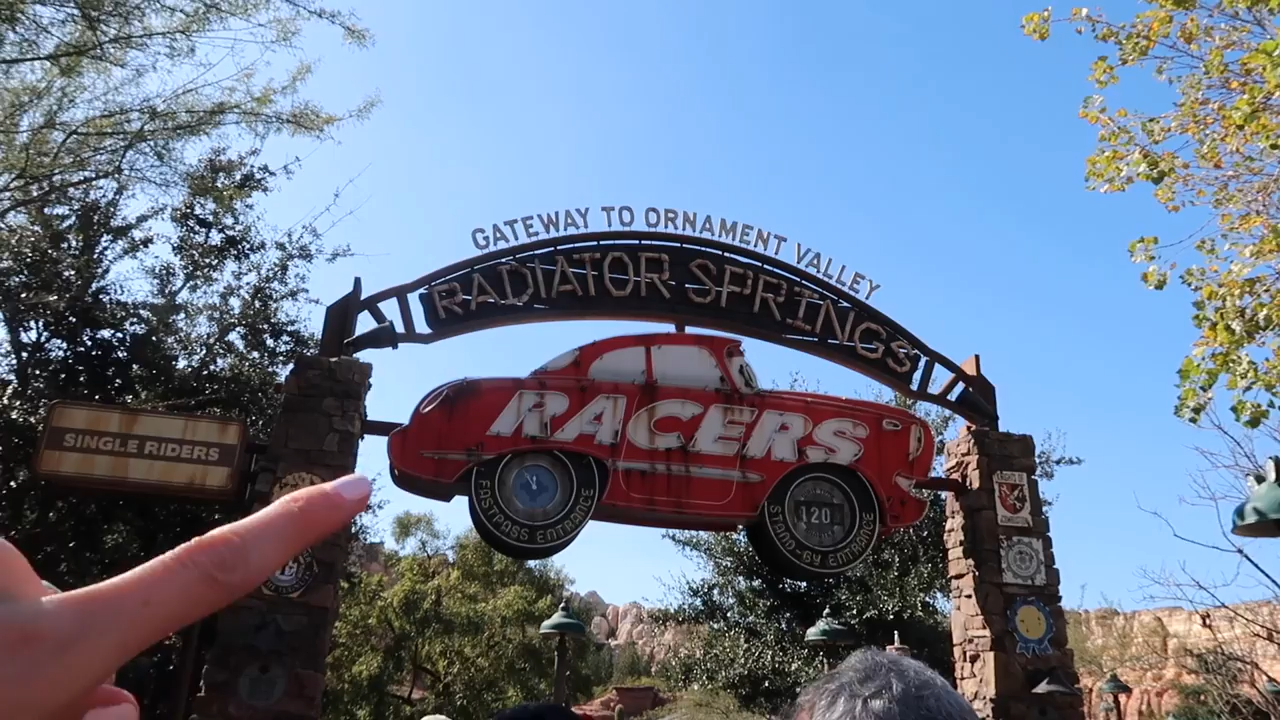 GATEWAY TO ORNAMENT VALLEY
RADIATOR SPRINGS
RACERS
SINGLE RIDERS
FASTPASS ENTRANCE
120
STAND-BY ENTRANCE